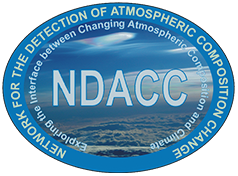 NETWORK FOR THE DETECTION OF ATMOSPHERIC COMPOSITION CHANGE
Exploring the Interface between Changing Atmospheric Composition and Climate
NDACC